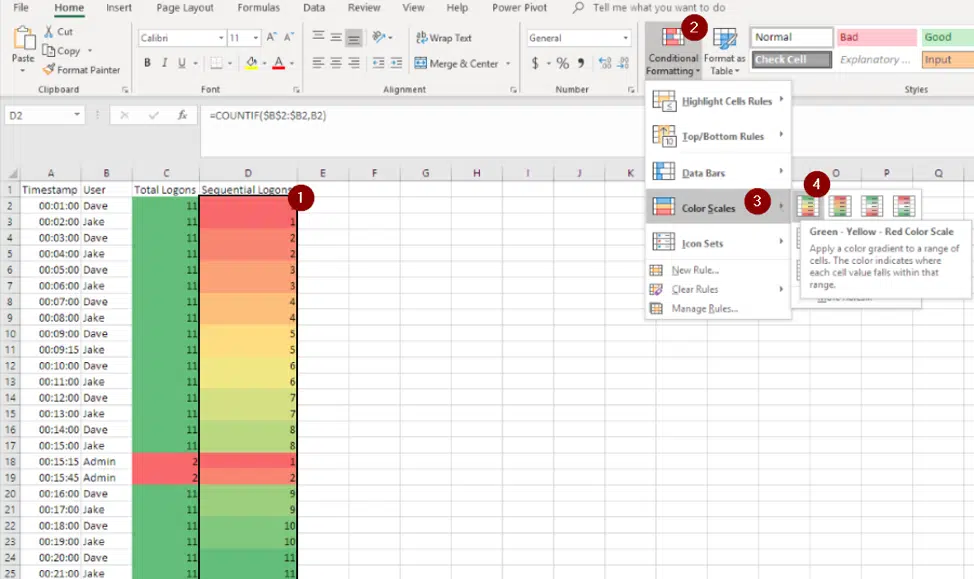 File Home Insert Page Layout Formulas Data Review View Help Power Pivot Tell me what you want to do
Cut
Copy
Format Painter
Paste
Clipboard
Calibri 11 A A
B I U A
Font
ab Wrap Text
Merge & Center
Alignment
General
$ % ,
Number
2
Conditional Formatting
Format as Table
Normal Bad Good
Check Cell Explanatory ... Input
Styles
D2 fx =COUNTIF($B$2:$B2,B2)
Highlight Cells Rules
Top/Bottom Rules
Data Bars
Color Scales 3
Icon Sets
New Rule...
Clear Rules
Manage Rules...
4
Green - Yellow - Red Color Scale
Apply a color gradient to a range of
cells. The color indicates where
each cell value falls within that
range.
A B C D E F G H I J K O P Q
1 Timestamp User Total Logons Sequential Logons 1
2 00:01:00 Dave 11
3 00:02:00 Jake 11 1
4 00:03:00 Dave 11 2
5 00:04:00 Jake 11 2
6 00:05:00 Dave 11 3
7 00:06:00 Jake 11 3
8 00:07:00 Dave 11 4
9 00:08:00 Jake 11 4
10 00:09:00 Dave 11 5
11 00:09:15 Jake 11 5
12 00:10:00 Dave 11 6
13 00:11:00 Jake 11 6
14 00:12:00 Dave 11 7
15 00:13:00 Jake 11 7
16 00:14:00 Dave 11 8
17 00:15:00 Jake 11 8
18 00:15:15 Admin 2 1
19 00:15:45 Admin 2 2
20 00:16:00 Dave 11 9
21 00:17:00 Jake 11 9
22 00:18:00 Dave 11 10
23 00:19:00 Jake 11 10
24 00:20:00 Dave 11 11
25 00:21:00 Jake 11 11